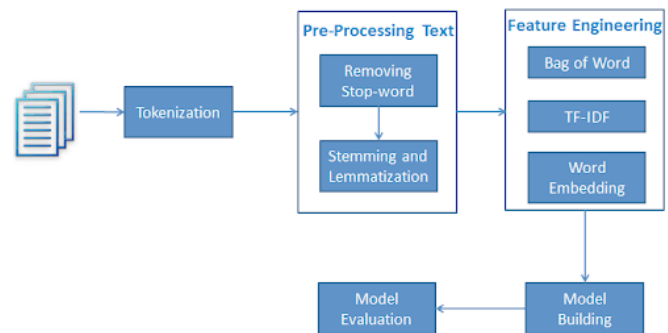 Pre-Processing Text
Feature Engineering
Removing
Stop-word
Bag of Word
Tokenization
TF-IDF
Stemming and
Lemmatization
Word
Embedding
Model
Evaluation
Model
Building